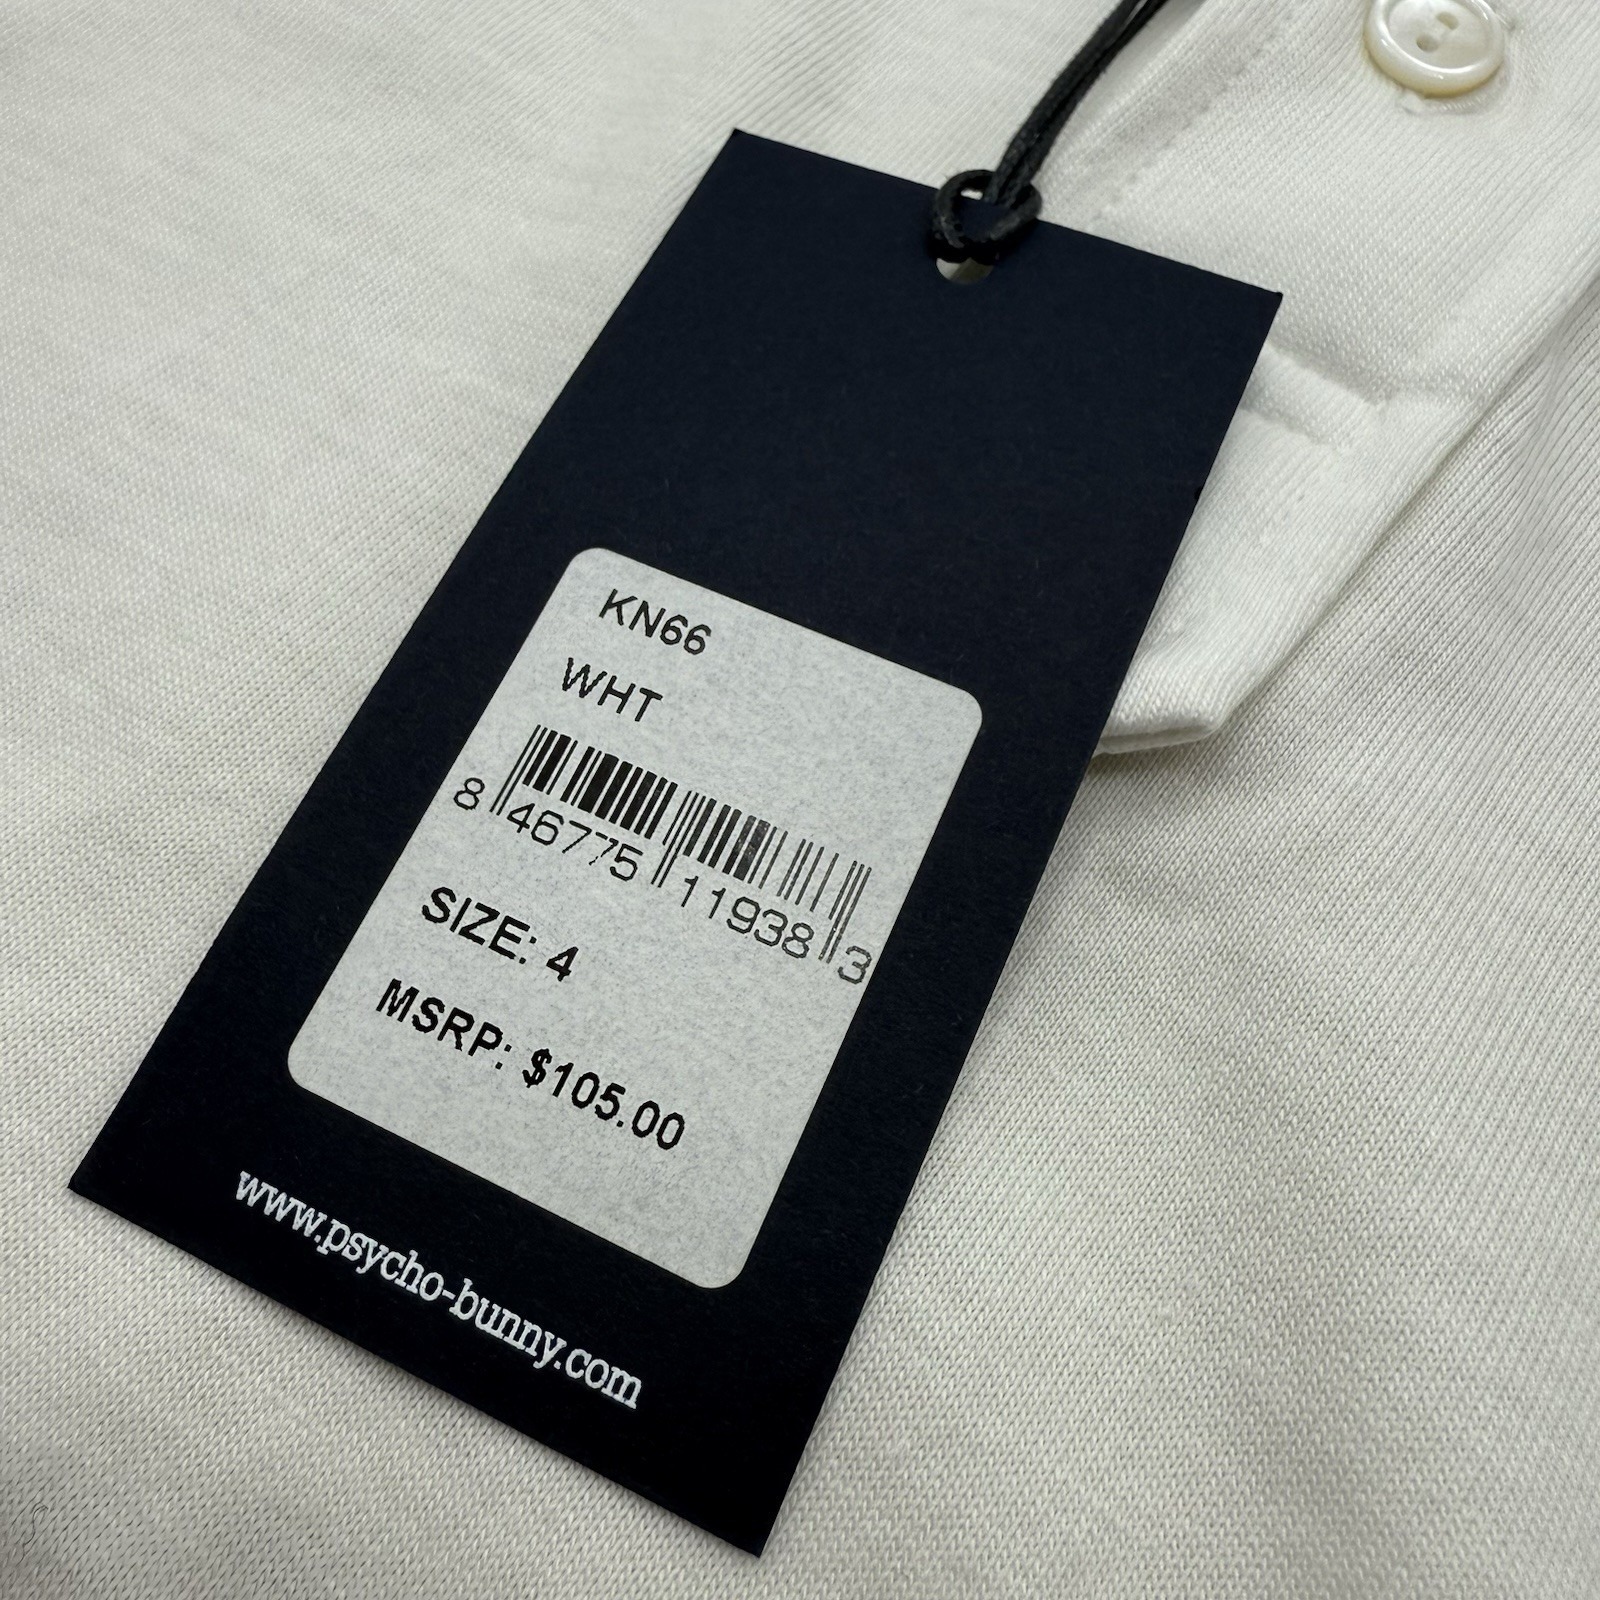 KN66
WHT
8 46775 11938 3
SIZE: 4
MSRP: $105.00
www.psycho-bunny.com